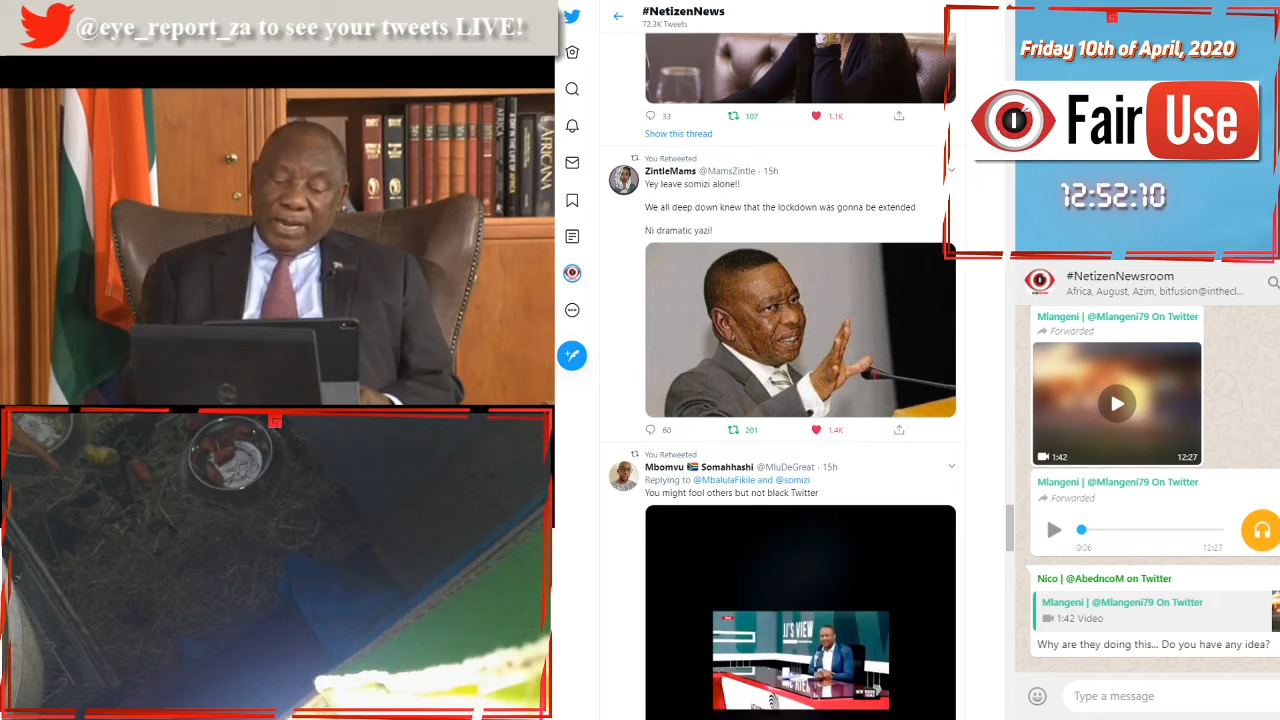 @eye_report_za to see your tweets LIVE!
AFRICANA
#NetizenNews
72.3K Tweets
33
107
1.1K
Show this thread
You Retweeted
ZintleMams @MamsZintle · 15h
Yey leave somizi alone!!
We all deep down knew that the lockdown was gonna be extended
Ni dramatic yazi!
60
201
1.4K
You Retweeted
Mbomvu 🇿🇦 Somahhashi @MluDeGreat · 15h
Replying to @MbalulaFikile and @somizi
You might fool others but not black Twitter
JJ'S VIEW
Friday 10th of April, 2020
Fair Use
12:52:10
#NetizenNewsroom
Africa, August, Azim, bitfusion@inthecl...
Mlangeni | @Mlangeni79 On Twitter
Forwarded
1:42
12:27
Mlangeni | @Mlangeni79 On Twitter
Forwarded
0:06
12:27
Nico | @AbedncoM on Twitter
Mlangeni | @Mlangeni79 On Twitter
1:42 Video
Why are they doing this... Do you have any idea?
Type a message